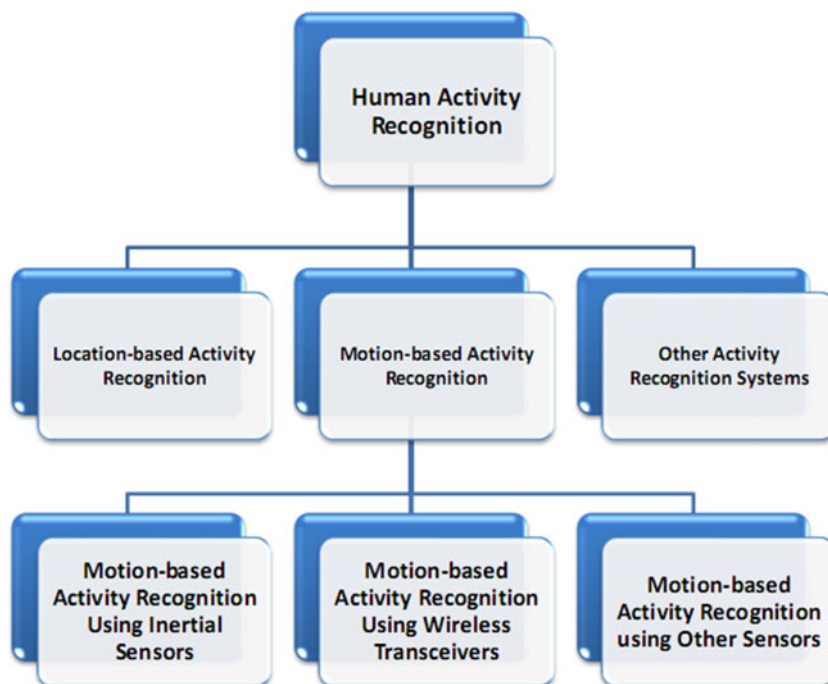 Human Activity
Recognition
Location-based Activity
Recognition
Motion-based Activity
Recognition
Other Activity
Recognition Systems
Motion-based
Activity Recognition
Using Inertial
Sensors
Motion-based
Activity Recognition
Using Wireless
Transceivers
Motion-based
Activity Recognition
using Other Sensors